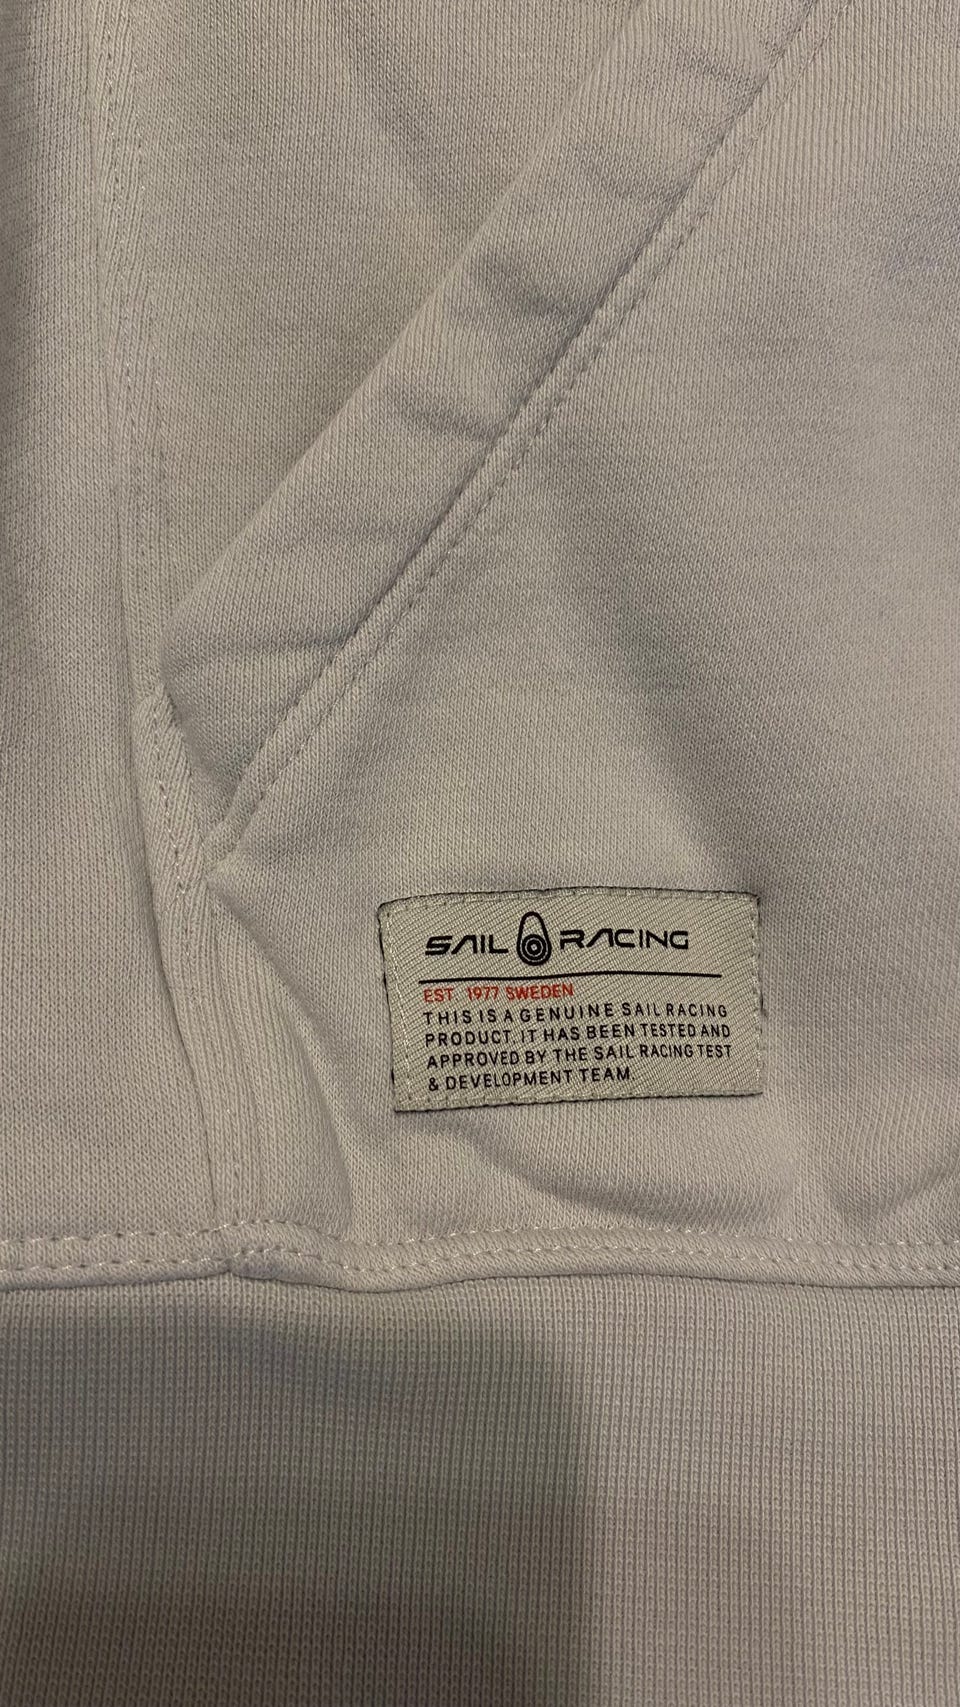 SAIL RACING
EST. 1977 SWEDEN
THIS IS A GENUINE SAIL RACING
PRODUCT. IT HAS BEEN TESTED AND
APPROVED BY THE SAIL RACING TEST
& DEVELOPMENT TEAM.